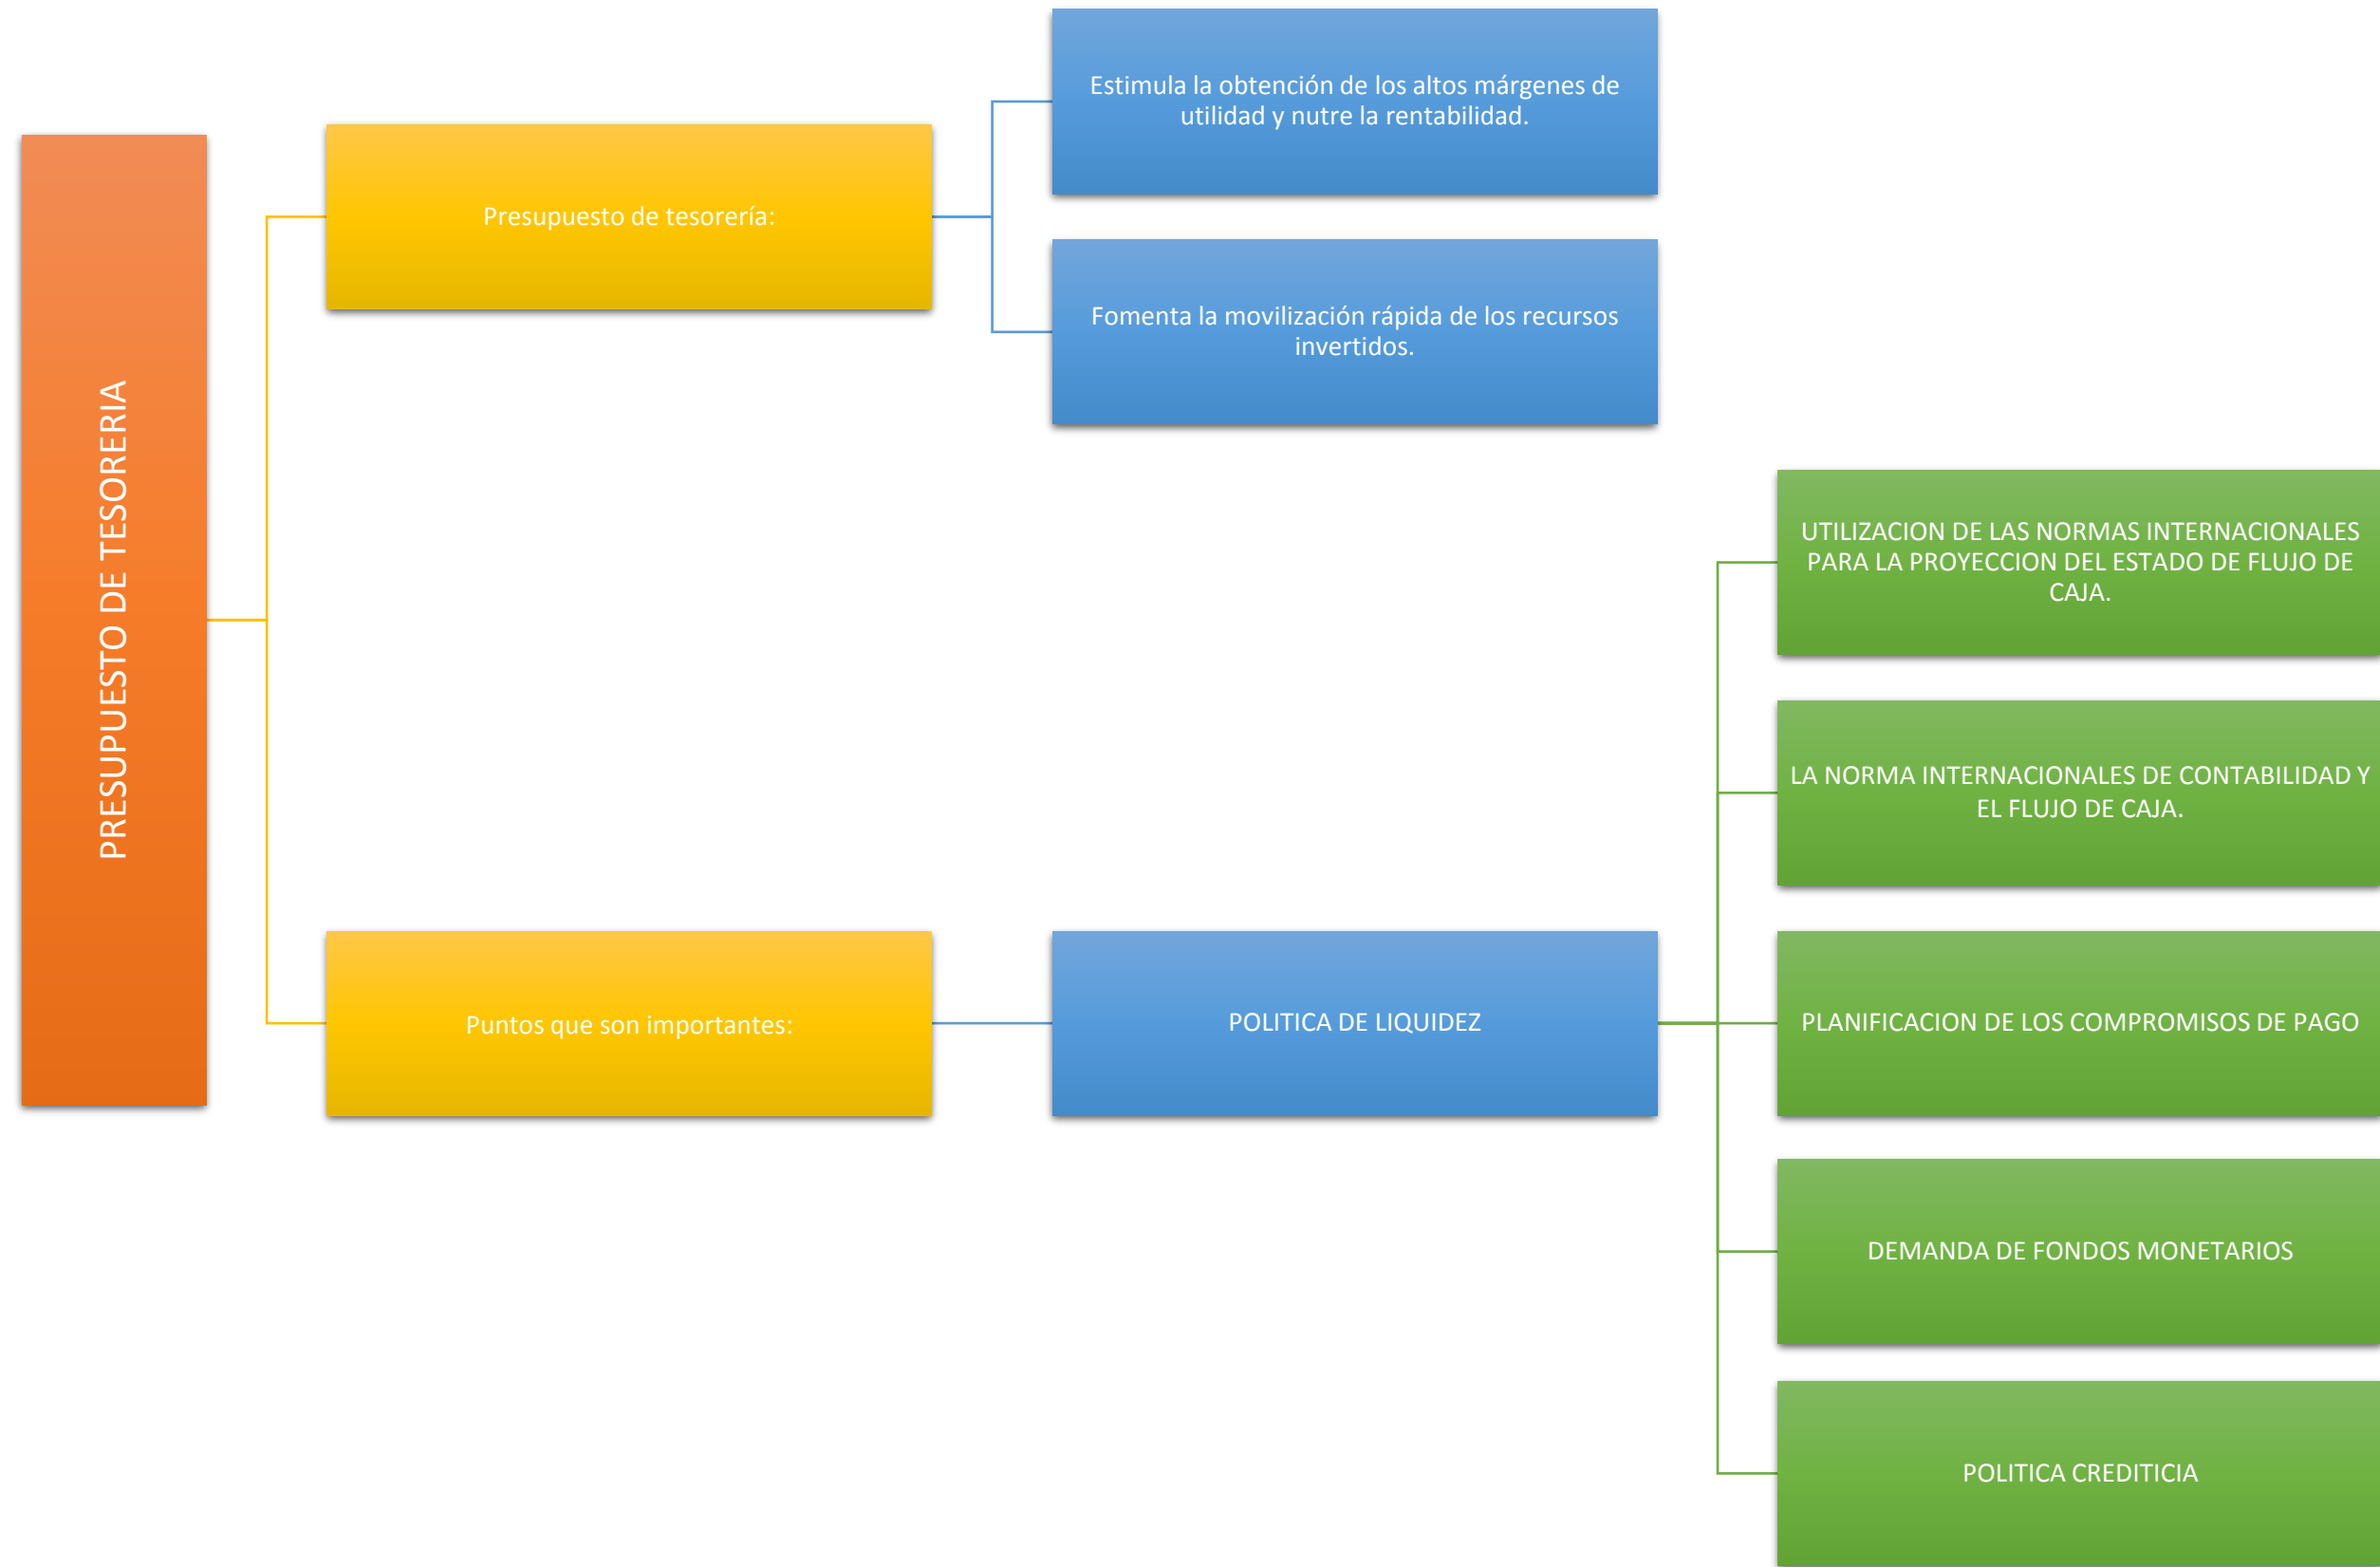 PRESUPUESTO DE TESORERIA
Presupuesto de tesorería:
Estimula la obtención de los altos márgenes de
utilidad y nutre la rentabilidad.
Fomenta la movilización rápida de los recursos
invertidos.
Puntos que son importantes:
POLITICA DE LIQUIDEZ
UTILIZACION DE LAS NORMAS INTERNACIONALES
PARA LA PROYECCION DEL ESTADO DE FLUJO DE
CAJA.
LA NORMA INTERNACIONALES DE CONTABILIDAD Y
EL FLUJO DE CAJA.
PLANIFICACION DE LOS COMPROMISOS DE PAGO
DEMANDA DE FONDOS MONETARIOS
POLITICA CREDITICIA